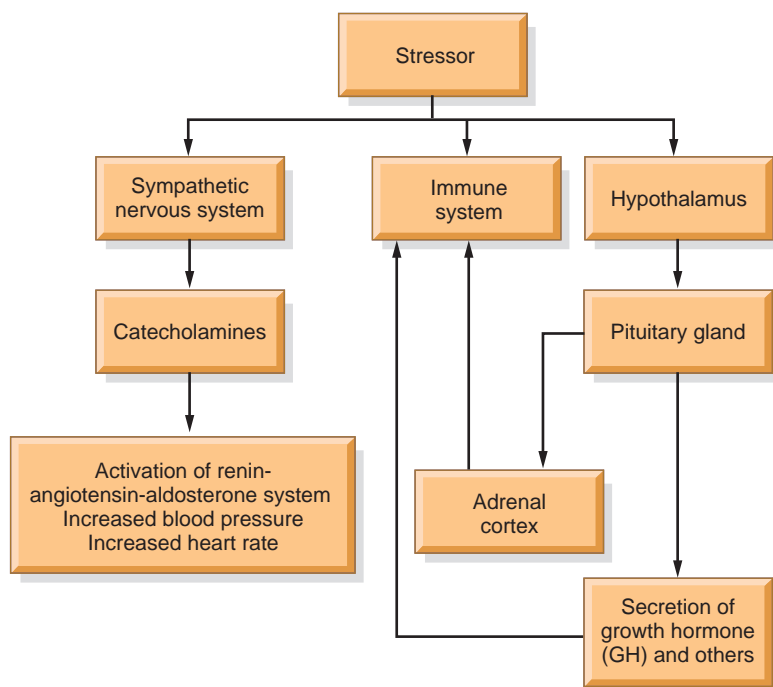 Stressor
Sympathetic
nervous system
Immune
system
Hypothalamus
Catecholamines
Pituitary gland
Activation of renin-
angiotensin-aldosterone system
Increased blood pressure
Increased heart rate
Adrenal
cortex
Secretion of
growth hormone
(GH) and others